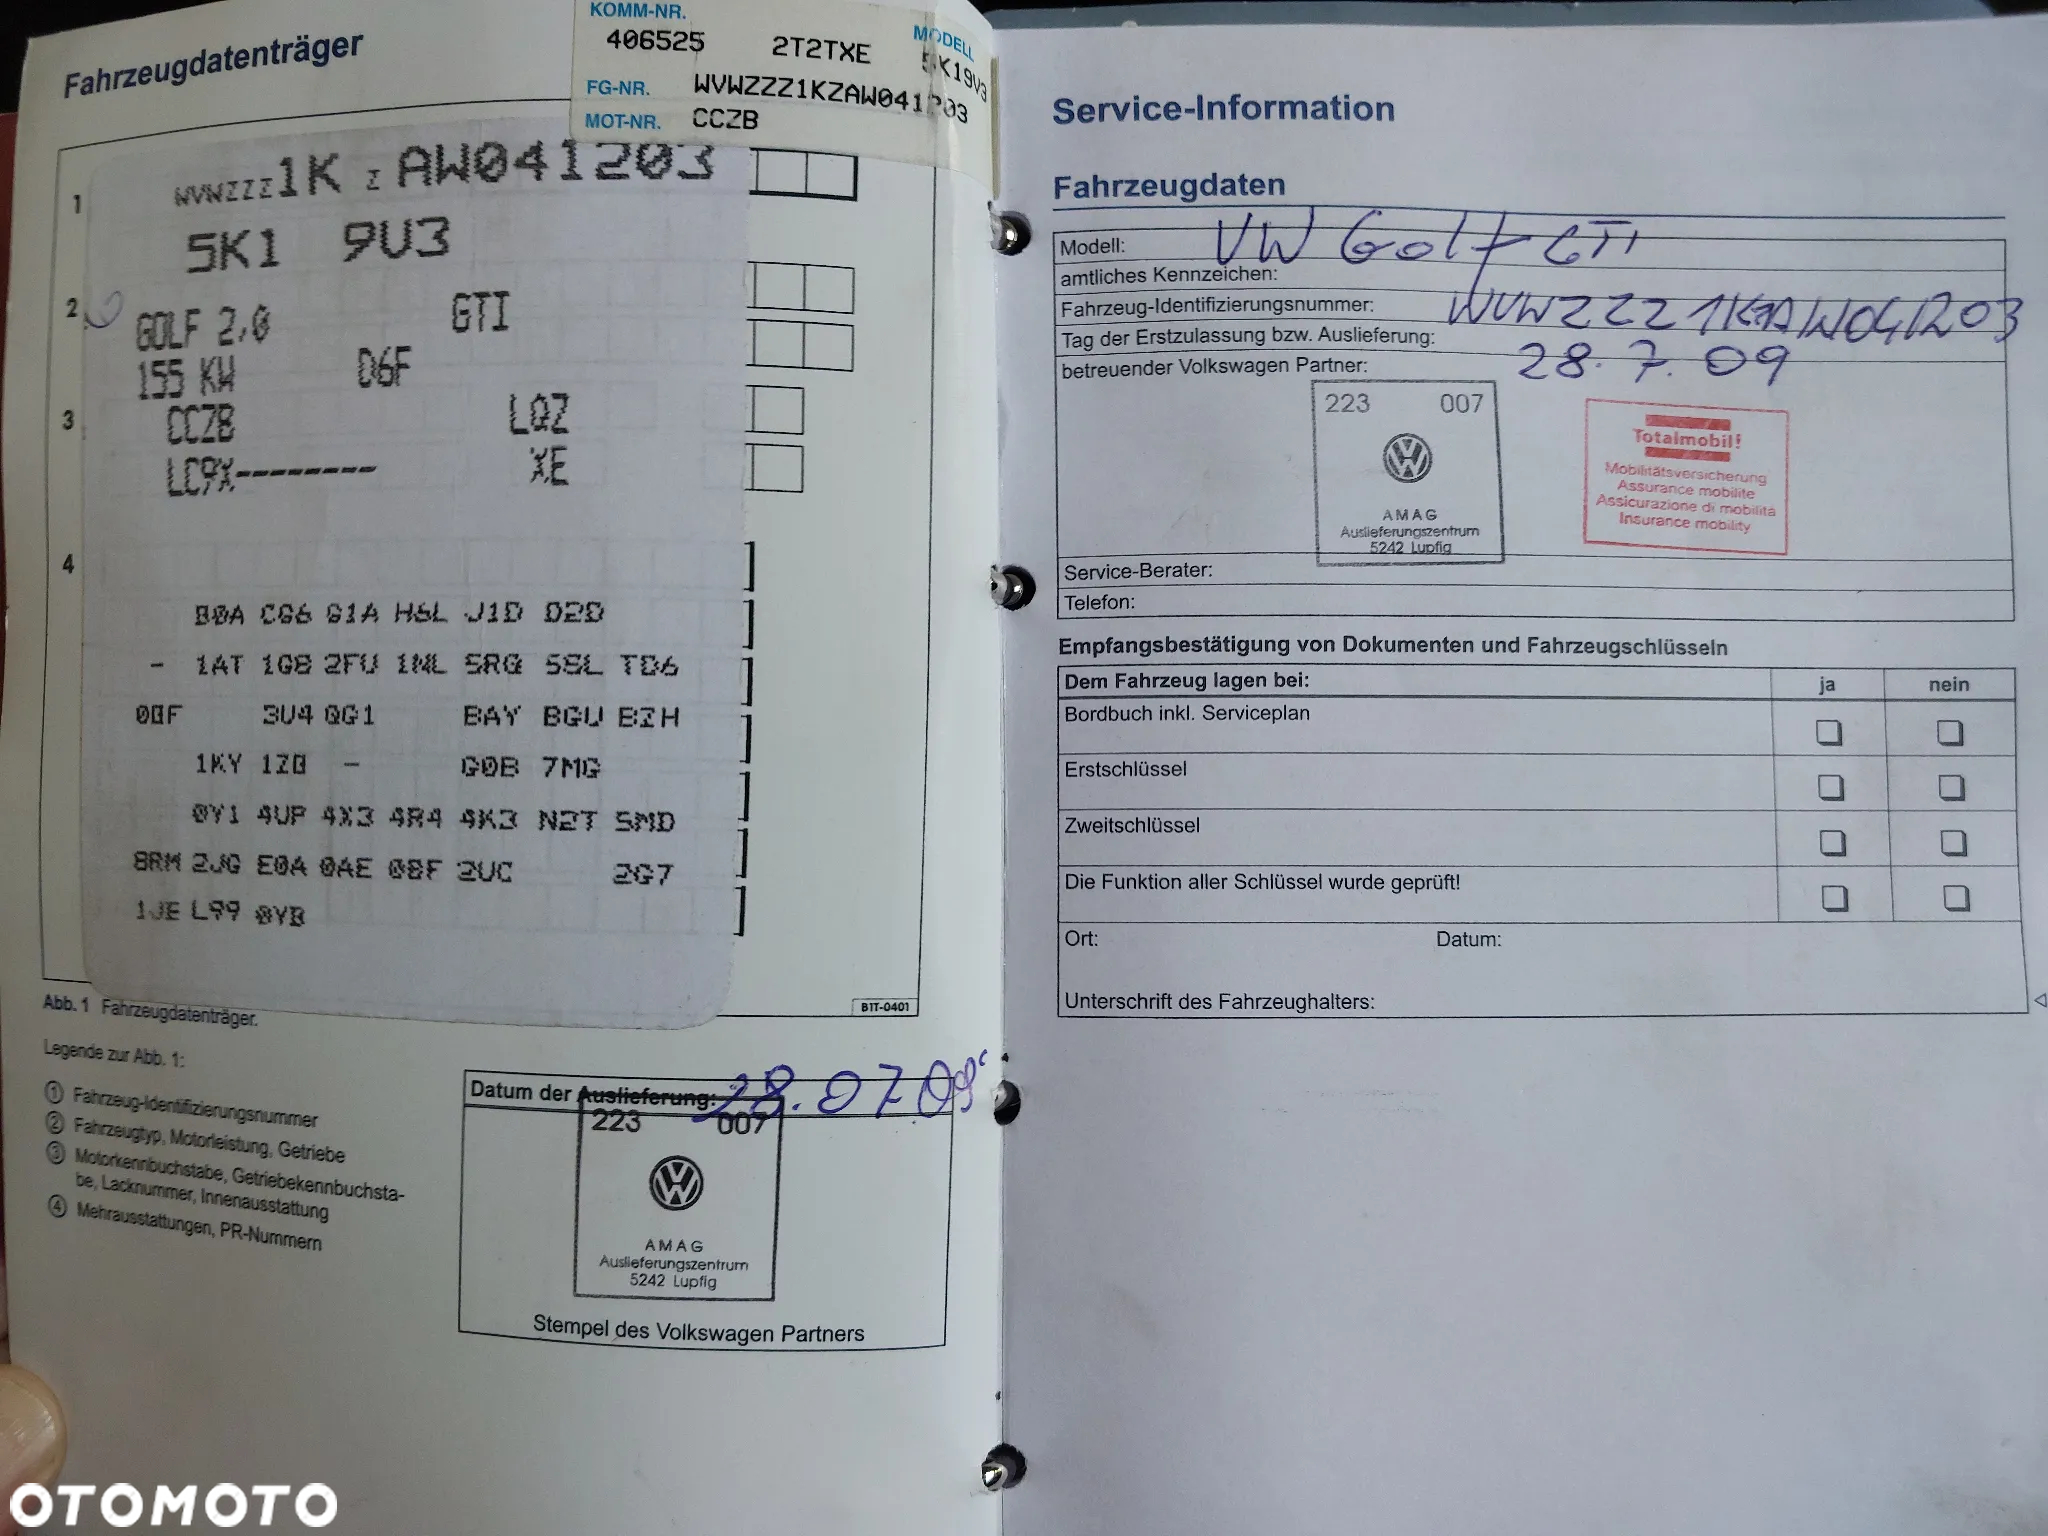 Fahrzeugdatenträger
KOMM-NR.
MODELL
406525 2T2TXE 5K19V3
FG-NR. WVWZZZ1KZAW041203
MOT-NR. CCZB
1
WVWZZZ1K Z AW041203
5K1 9U3
2
GOLF 2,0 GTI
155 KW D6F
3
CCZB LQZ
LC9X-------- XE
4
B0A CG6 G1A H6L J1D D2D
- 1AT 1G8 2FU 1NL 5RG 5SL TD6
3U4 QG1 BAY BGU BZH
1KY 1Z0 - G0B 7MG
0Y1 4UP 4X3 4R4 4K3 N2T 5MD
8RM 2JG E0A 0AE 08F 2UC 2G7
1JE L99 0YB
Abb. 1 Fahrzeugdatenträger.
B1T-0401
Legende zur Abb. 1:
① Fahrzeug-Identifizierungsnummer
② Fahrzeugtyp, Motorleistung, Getriebe
③ Motorkennbuchstabe, Getriebekennbuchsta-
be, Lacknummer, Innenausstattung
④ Mehrausstattungen, PR-Nummern
Datum der Auslieferung: 28.07.09
223 007
AMAG
Auslieferungszentrum
5242 Lupfig
Stempel des Volkswagen Partners
Service-Information
Fahrzeugdaten
Modell: VW Golf GTI
amtliches Kennzeichen:
Fahrzeug-Identifizierungsnummer: WVWZZZ1KZAW041203
Tag der Erstzulassung bzw. Auslieferung: 28.7.09
betreuender Volkswagen Partner:
223 007
AMAG
Auslieferungszentrum
5242 Lupfig
Totalmobil!
Mobilitätsversicherung
Assurance mobilité
Assicurazione di mobilità
Insurance mobility
Service-Berater:
Telefon:
Empfangsbestätigung von Dokumenten und Fahrzeugschlüsseln
Dem Fahrzeug lagen bei: ja nein
Bordbuch inkl. Serviceplan
Erstschlüssel
Zweitschlüssel
Die Funktion aller Schlüssel wurde geprüft!
Ort: Datum:
Unterschrift des Fahrzeughalters:
OTOMOTO